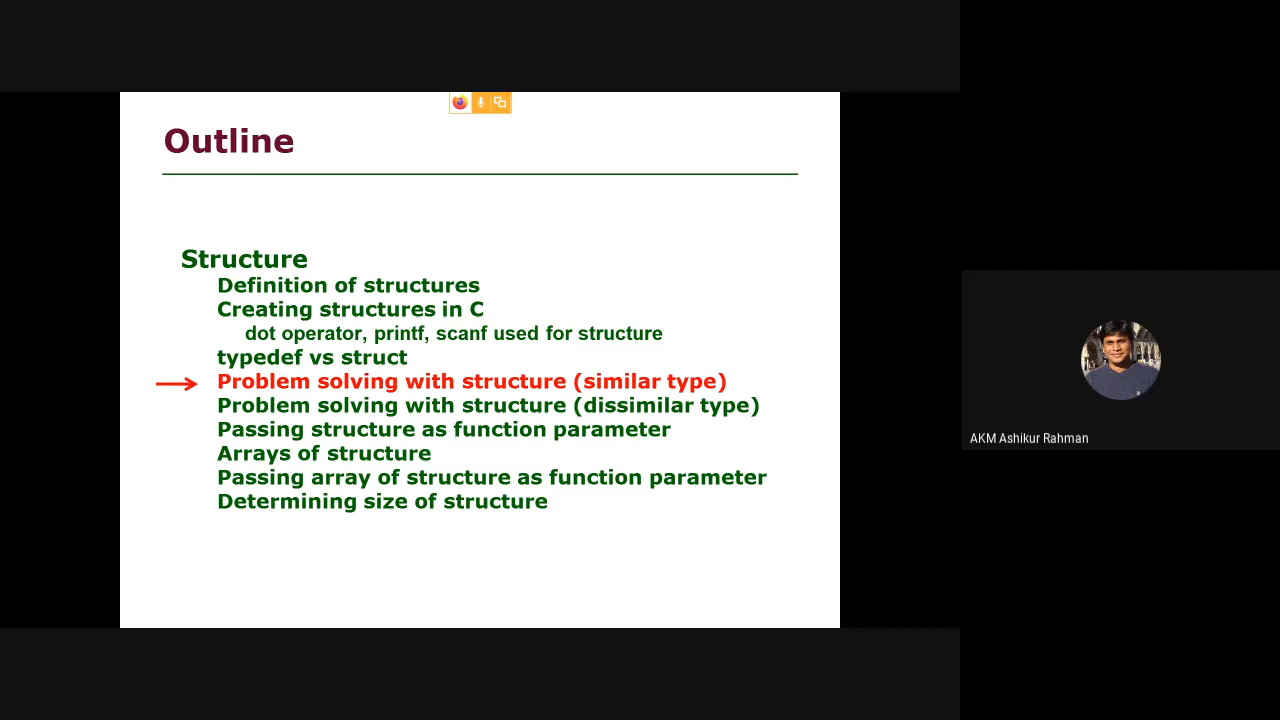 Outline
Structure
Definition of structures
Creating structures in C
dot operator, printf, scanf used for structure
typedef vs struct
Problem solving with structure (similar type)
Problem solving with structure (dissimilar type)
Passing structure as function parameter
Arrays of structure
Passing array of structure as function parameter
Determining size of structure
AKM Ashikur Rahman